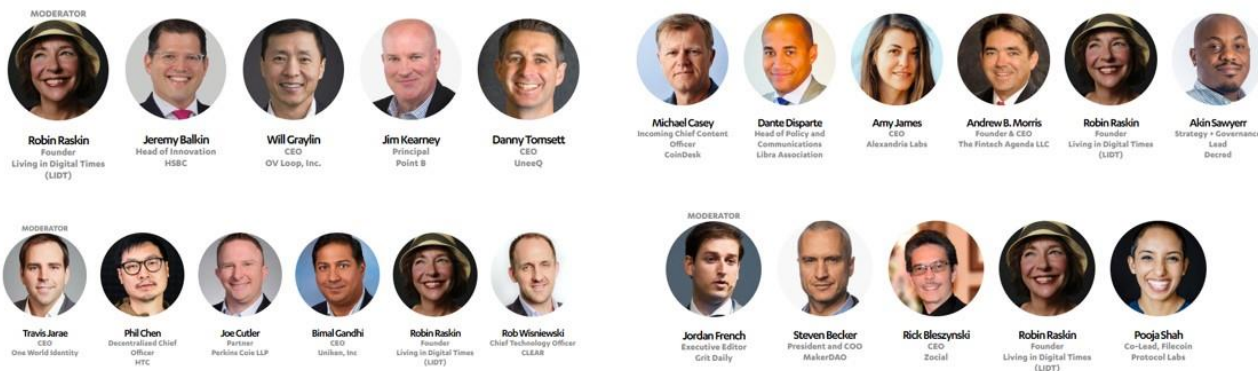 MODERATOR
Robin Raskin
Founder
Living in Digital Times
(LIDT)
Jeremy Balkin
Head of Innovation
HSBC
Will Graylin
CEO
OV Loop, Inc.
Jim Kearney
Principal
Point B
Danny Tomsett
CEO
UneeQ
Michael Casey
Incoming Chief Content
Officer
CoinDesk
Dante Disparte
Head of Policy and
Communications
Libra Association
Amy James
CEO
Alexandria Labs
Andrew B. Morris
Founder & CEO
The Fintech Agenda LLC
Robin Raskin
Founder
Living in Digital Times
(LIDT)
Akin Sawyerr
Strategy + Governance
Lead
Decred
MODERATOR
Travis Jarae
CEO
One World Identity
Phil Chen
Decentralized Chief
Officer
HTC
Joe Cutler
Partner
Perkins Coie LLP
Bimal Gandhi
CEO
Uniken, Inc
Robin Raskin
Founder
Living in Digital Times
(LIDT)
Rob Wisniewski
Chief Technology Officer
CLEAR
MODERATOR
Jordan French
Executive Editor
Grit Daily
Steven Becker
President and COO
MakerDAO
Rick Bleszynski
CEO
Zocial
Robin Raskin
Founder
Living in Digital Times
(LIDT)
Pooja Shah
Co-Lead, Filecoin
Protocol Labs